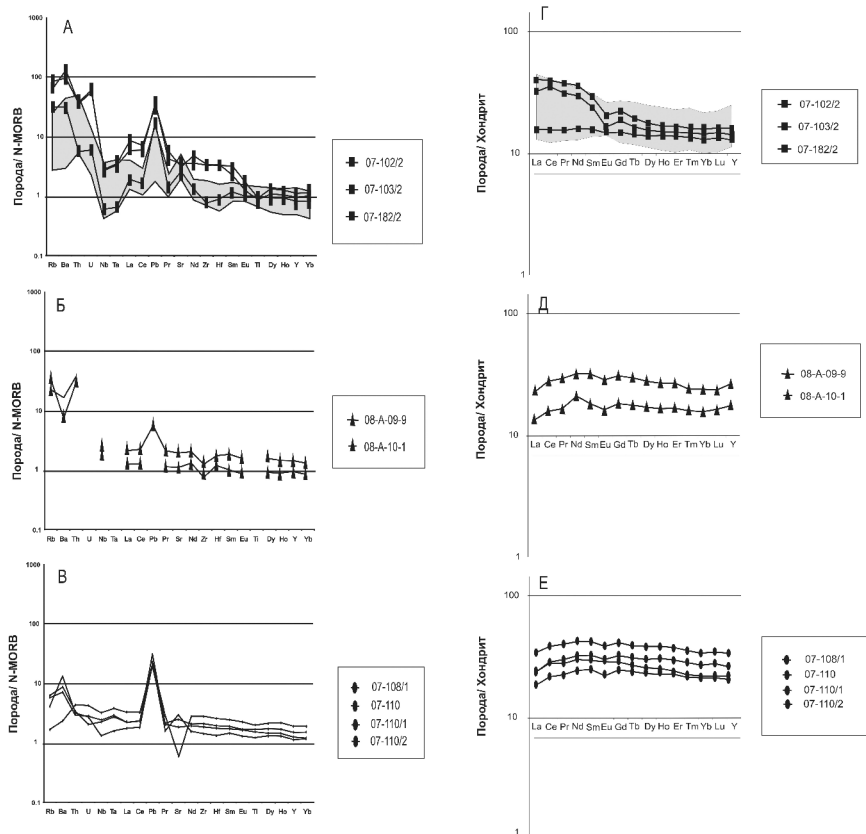 А
Порода/ N-MORB
1000
100
10
1
0.1
Rb Ba Th U Nb Ta La Ce Pb Pr Sr Nd Zr Hf Sm Eu Ti Dy Ho Y Yb
07-102/2
07-103/2
07-182/2
Г
Порода/ Хондрит
100
10
1
La Ce Pr Nd Sm Eu Gd Tb Dy Ho Er Tm Yb Lu Y
07-102/2
07-103/2
07-182/2
Б
Порода/ N-MORB
1000
100
10
1
0.1
Rb Ba Th U Nb Ta La Ce Pb Pr Sr Nd Zr Hf Sm Eu Ti Dy Ho Y Yb
08-A-09-9
08-A-10-1
Д
Порода/ Хондрит
100
10
1
La Ce Pr Nd Sm Eu Gd Tb Dy Ho Er Tm Yb Lu Y
08-A-09-9
08-A-10-1
В
Порода/ N-MORB
1000
100
10
1
0.1
Rb Ba Th U Nb Ta La Ce Pb Pr Sr Nd Zr Hf Sm Eu Ti Dy Ho Y Yb
07-108/1
07-110
07-110/1
07-110/2
Е
Порода/ Хондрит
100
10
1
La Ce Pr Nd Sm Eu Gd Tb Dy Ho Er Tm Yb Lu Y
07-108/1
07-110
07-110/1
07-110/2